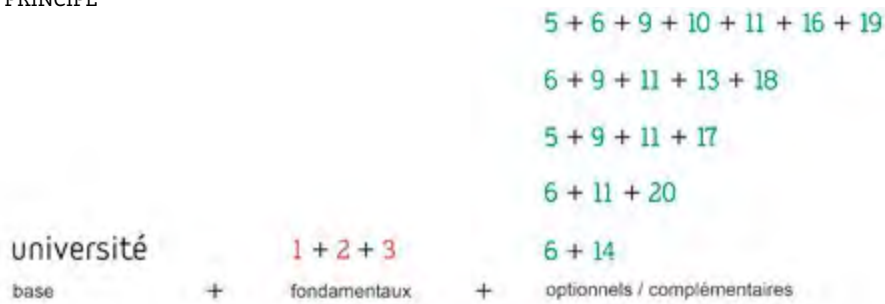 PRINCIPE
5 + 6 + 9 + 10 + 11 + 16 + 19
6 + 9 + 11 + 13 + 18
5 + 9 + 11 + 17
6 + 11 + 20
université 1 + 2 + 3 6 + 14
base + fondamentaux + optionnels / complémentaires